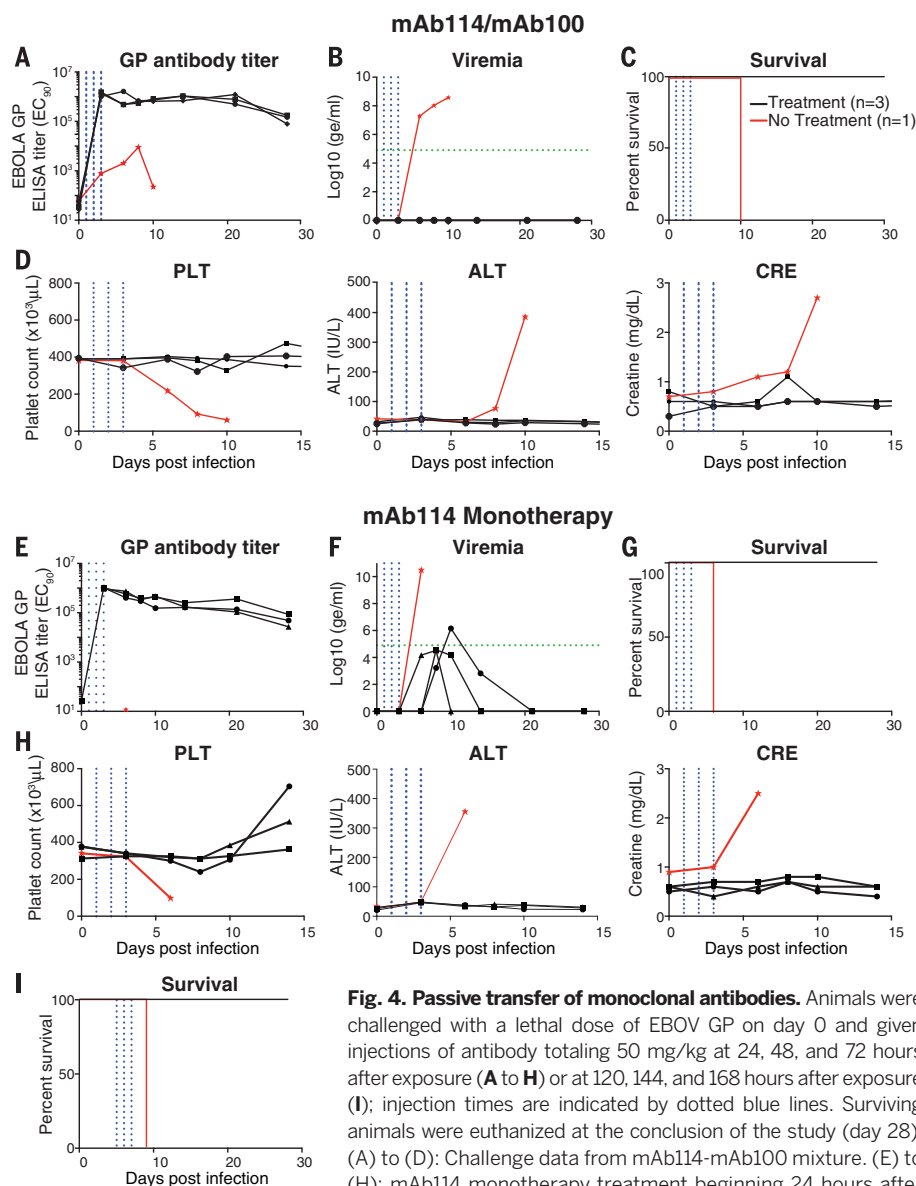 mAb114/mAb100
A
GP antibody titer
EBOLA GP
ELISA titer (EC90)
10^7
10^5
10^3
10^1
0 10 20 30
B
Viremia
Log10 (ge/ml)
10
8
6
4
2
0
0 10 20 30
C
Survival
Percent survival
100
50
0
0 10 20 30
Treatment (n=3)
No Treatment (n=1)
D
PLT
Platlet count (x10^3\µL)
800
600
400
200
0
0 5 10 15
Days post infection
ALT
ALT (IU/L)
500
400
300
200
100
0
0 5 10 15
Days post infection
CRE
Creatine (mg/dL)
3
2
1
0
0 5 10 15
Days post infection
mAb114 Monotherapy
E
GP antibody titer
EBOLA GP
ELISA titer (EC90)
10^7
10^5
10^3
10^1
0 10 20 30
F
Viremia
Log10 (ge/ml)
10
8
6
4
2
0
0 10 20 30
G
Survival
Percent survival
100
50
0
0 10 20 30
H
PLT
Platlet count (x10^3\µL)
800
600
400
200
0
0 5 10 15
Days post infection
ALT
ALT (IU/L)
500
400
300
200
100
0
0 5 10 15
Days post infection
CRE
Creatine (mg/dL)
3
2
1
0
0 5 10 15
Days post infection
I
Survival
Percent survival
100
50
0
0 10 20 30
Days post infection
Fig. 4. Passive transfer of monoclonal antibodies. Animals were
challenged with a lethal dose of EBOV GP on day 0 and given
injections of antibody totaling 50 mg/kg at 24, 48, and 72 hours
after exposure (A to H) or at 120, 144, and 168 hours after exposure
(I); injection times are indicated by dotted blue lines. Surviving
animals were euthanized at the conclusion of the study (day 28)
(A) to (D): Challenge data from mAb114-mAb100 mixture. (E) to
(H): mAb114 monotherapy treatment beginning 24 hours after